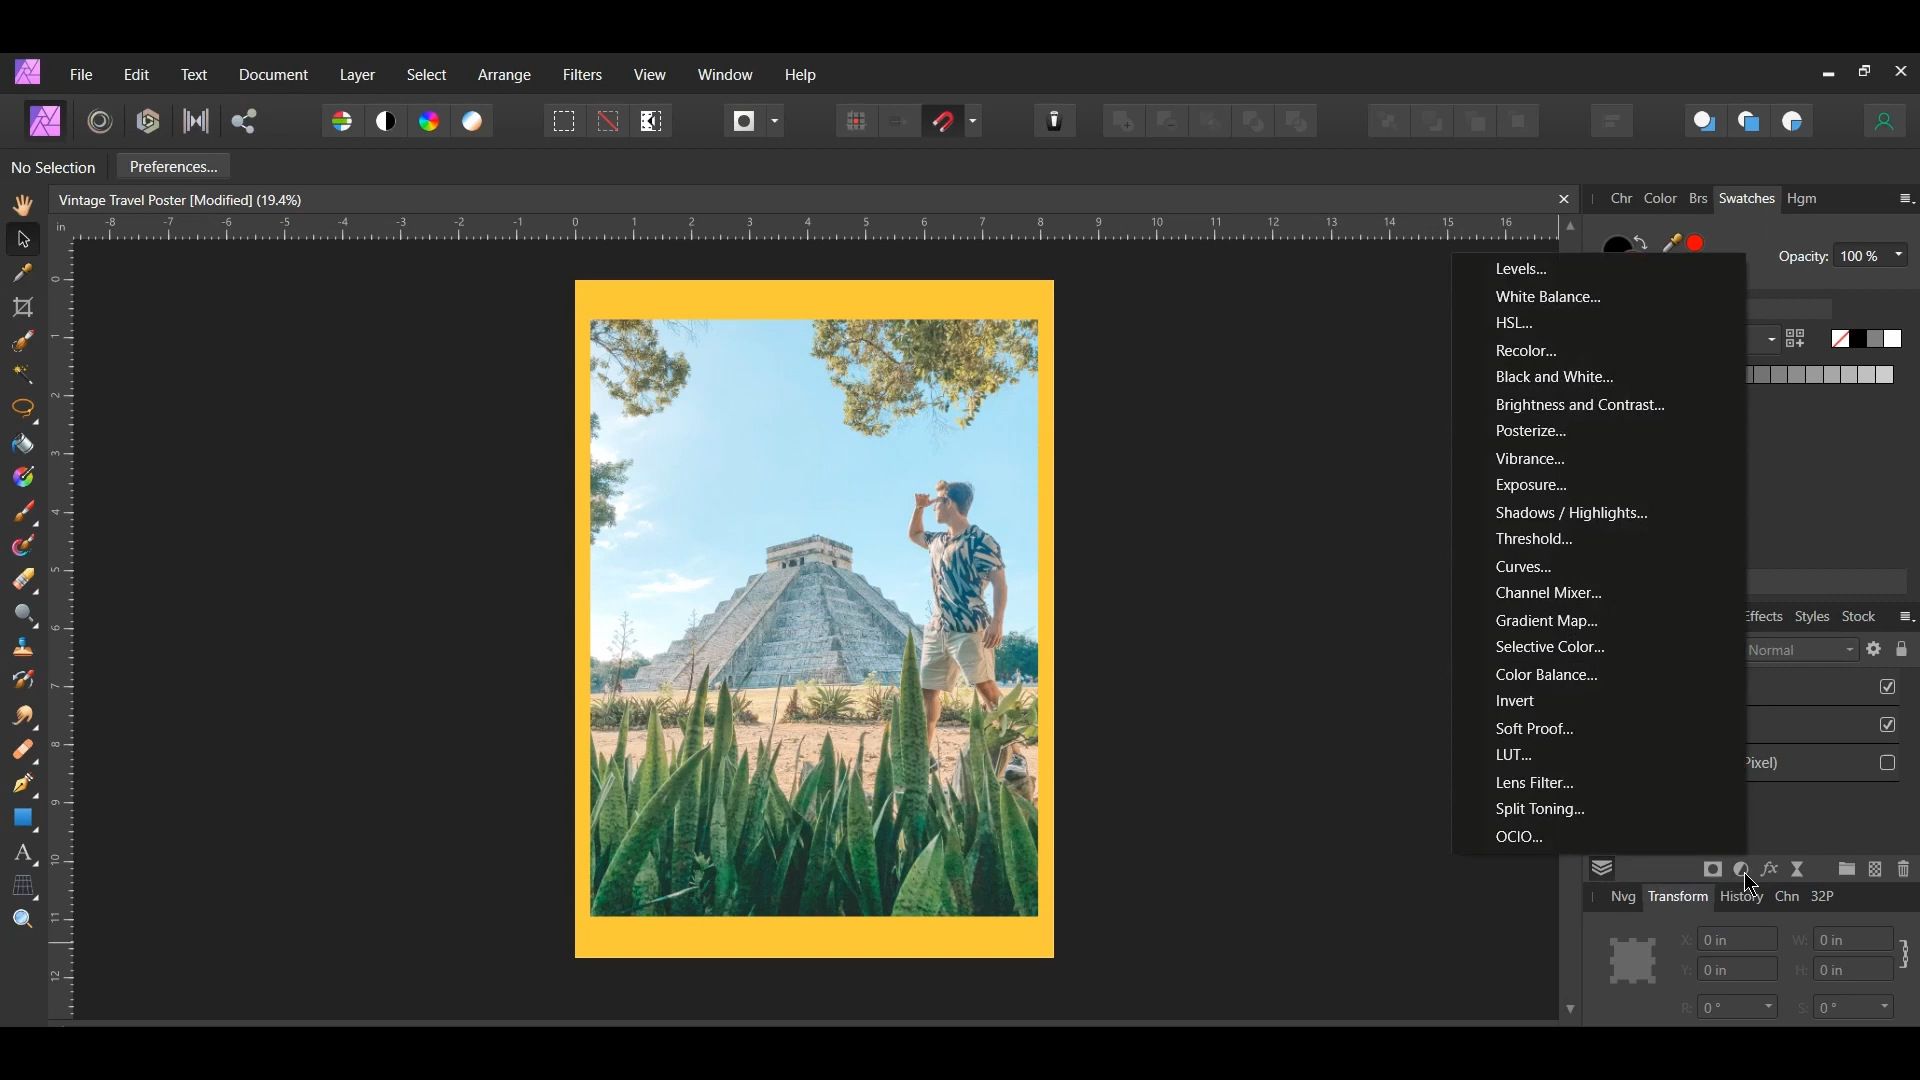 File Edit Text Document Layer Select Arrange Filters View Window Help
No Selection Preferences...
Vintage Travel Poster [Modified] (19.4%)
Chr Color Brs Swatches Hgm
in -8 -7 -6 -5 -4 -3 -2 -1 0 1 2 3 4 5 6 7 8 9 10 11 12 13 14 15 16
0
1
2
3
4
5
6
7
8
9
10
11
12
Opacity: 100 %
Levels...
White Balance...
HSL...
Recolor...
Black and White...
Brightness and Contrast...
Posterize...
Vibrance...
Exposure...
Shadows / Highlights...
Threshold...
Curves...
Channel Mixer...
Gradient Map...
Selective Color...
Color Balance...
Invert
Soft Proof...
LUT...
Lens Filter...
Split Toning...
OCIO...
Effects Styles Stock
Normal
Pixel)
Nvg Transform History Chn 32P
X: 0 in W: 0 in
Y: 0 in H: 0 in
R: 0 ° S: 0 °